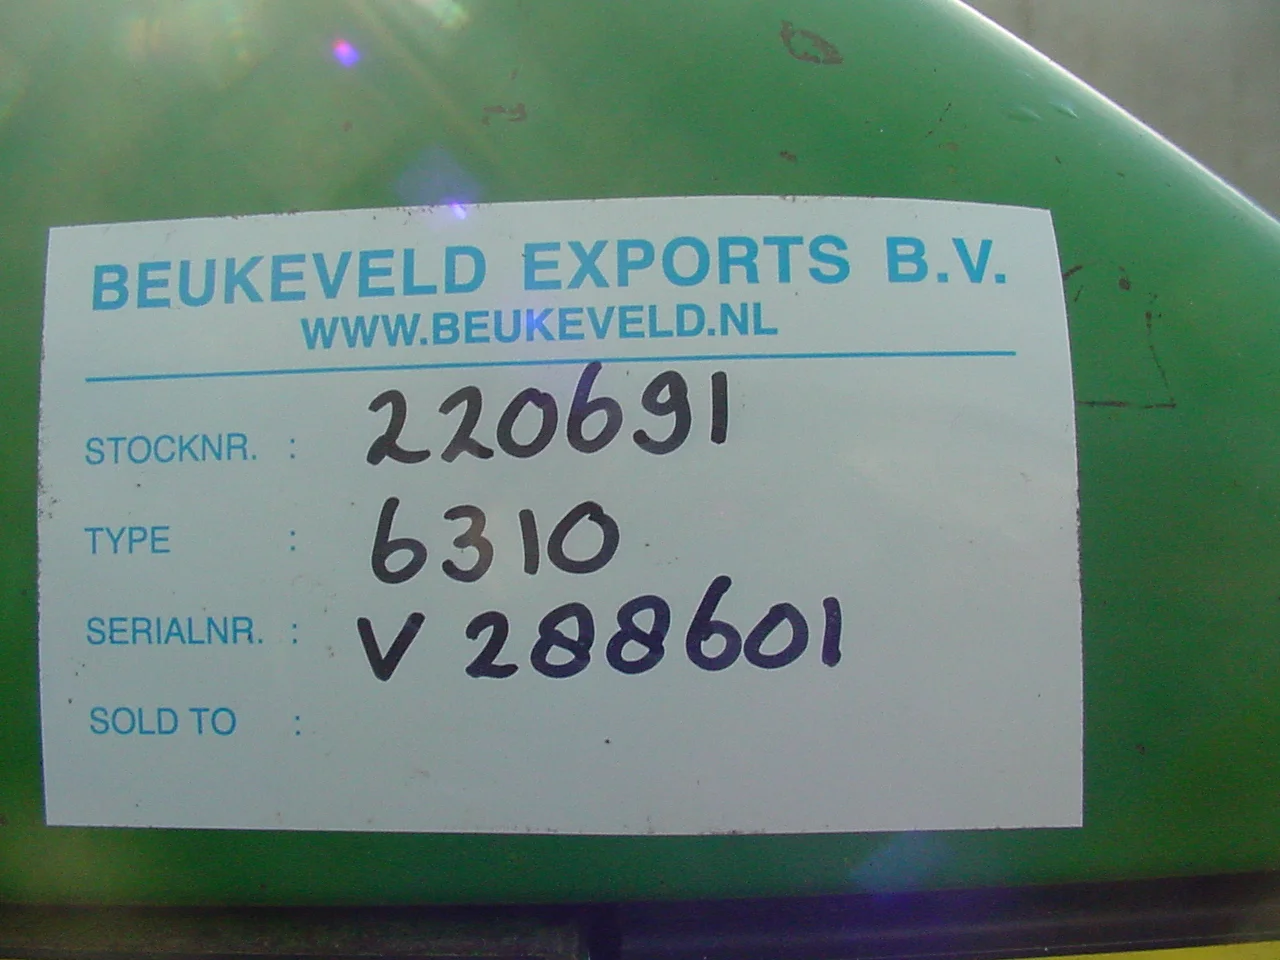 BEUKEVELD EXPORTS B.V.
WWW.BEUKEVELD.NL
STOCKNR. : 220691
TYPE : 6310
SERIALNR. : V 288601
SOLD TO :